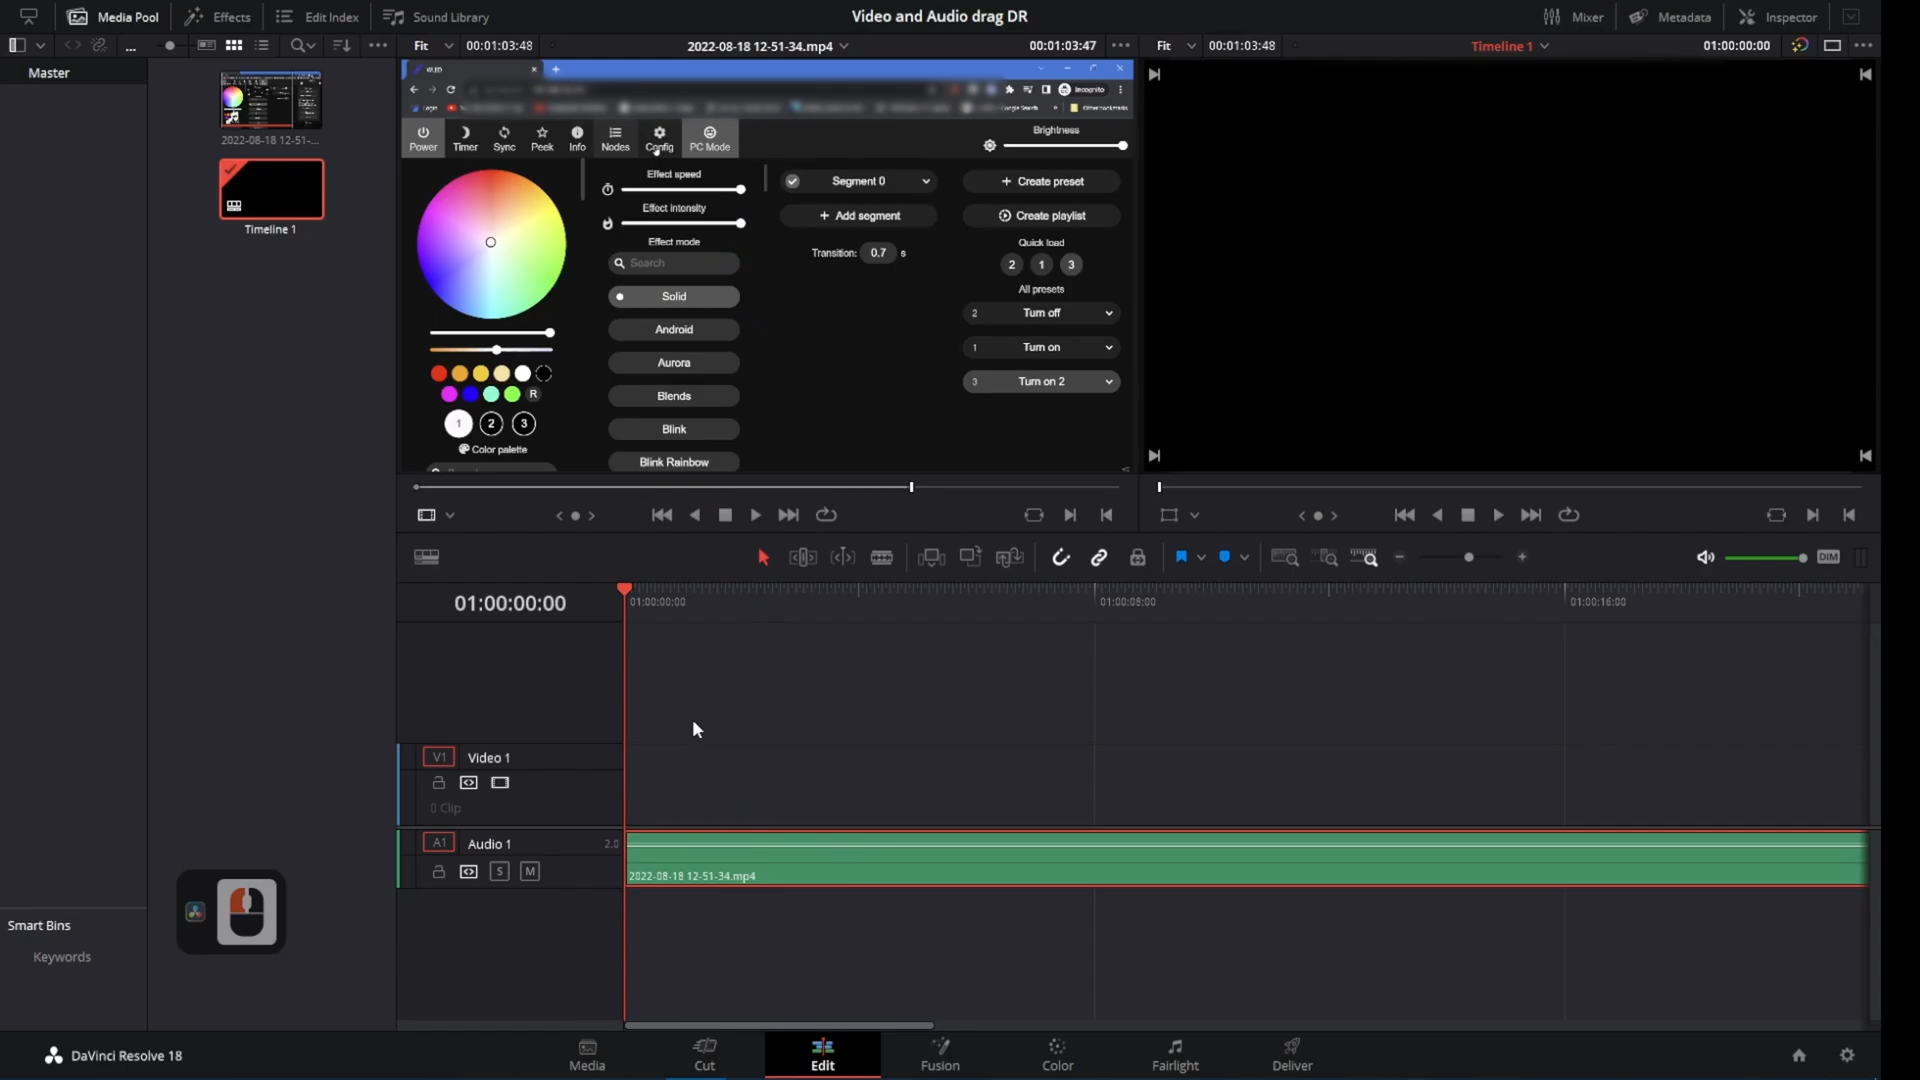 Media Pool
Effects
Edit Index
Sound Library
Video and Audio drag DR
Mixer
Metadata
Inspector
Fit
00:01:03:48
2022-08-18 12-51-34.mp4
00:01:03:47
Fit
00:01:03:48
Timeline 1
01:00:00:00
Master
2022-08-18 12-51-...
Timeline 1
WLED
Incognito
Login
Google Search
Other bookmarks
Power
Timer
Sync
Peek
Info
Nodes
Config
PC Mode
Brightness
Effect speed
Effect intensity
Effect mode
Search
Solid
Android
Aurora
Blends
Blink
Blink Rainbow
Segment 0
+ Add segment
Transition: 0.7 s
+ Create preset
Create playlist
Quick load
2 1 3
All presets
2 Turn off
1 Turn on
3 Turn on 2
R
1 2 3
Color palette
DIM
01:00:00:00
01:00:00:00
01:00:08:00
01:00:16:00
V1 Video 1
0 Clip
A1 Audio 1 2.0
S M
2022-08-18 12-51-34.mp4
Smart Bins
Keywords
DaVinci Resolve 18
Media
Cut
Edit
Fusion
Color
Fairlight
Deliver